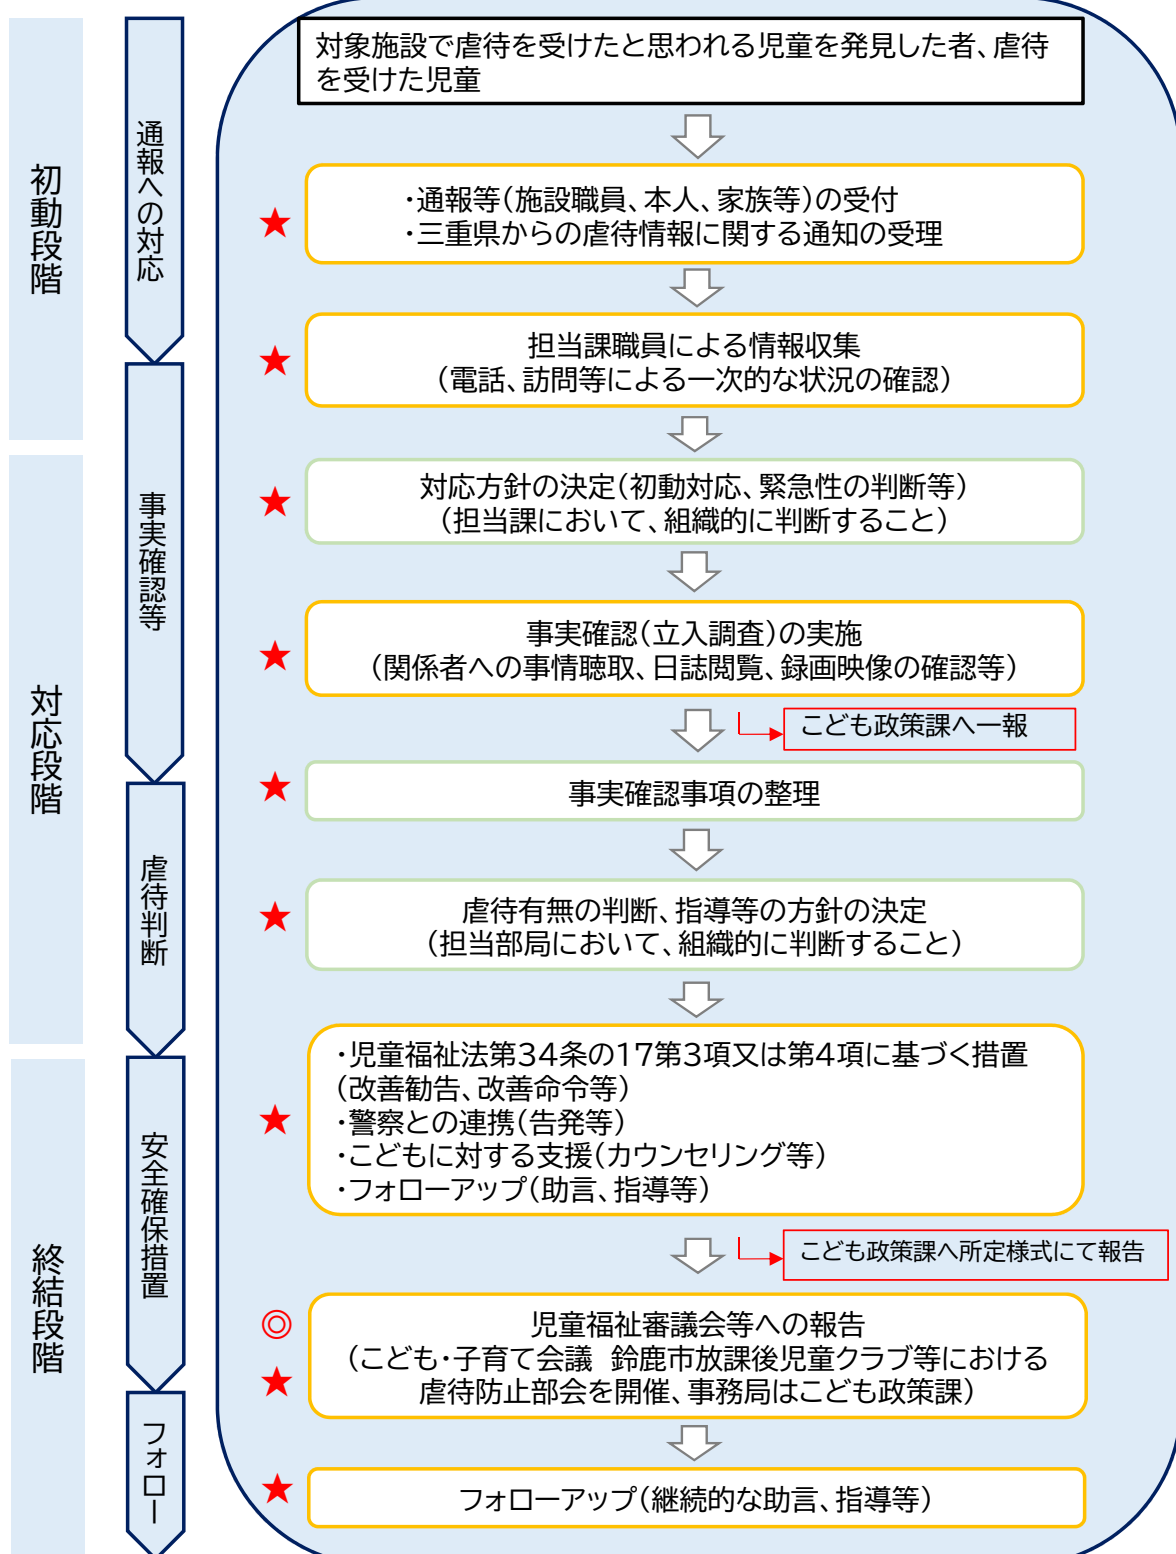 初動段階
対応段階
終結段階
通報への対応
事実確認等
虐待判断
安全確保措置
フォロー
対象施設で虐待を受けたと思われる児童を発見した者、虐待
を受けた児童
★
・通報等（施設職員、本人、家族等）の受付
・三重県からの虐待情報に関する通知の受理
★
担当課職員による情報収集
（電話、訪問等による一次的な状況の確認）
★
対応方針の決定（初動対応、緊急性の判断等）
（担当課において、組織的に判断すること）
★
事実確認（立入調査）の実施
（関係者への事情聴取、日誌閲覧、録画映像の確認等）
こども政策課へ一報
★
事実確認事項の整理
★
虐待有無の判断、指導等の方針の決定
（担当部局において、組織的に判断すること）
★
・児童福祉法第34条の17第3項又は第4項に基づく措置
（改善勧告、改善命令等）
・警察との連携（告発等）
・こどもに対する支援（カウンセリング等）
・フォローアップ（助言、指導等）
こども政策課へ所定様式にて報告
◎
★
児童福祉審議会等への報告
（こども・子育て会議　鈴鹿市放課後児童クラブ等における
虐待防止部会を開催、事務局はこども政策課）
★
フォローアップ（継続的な助言、指導等）